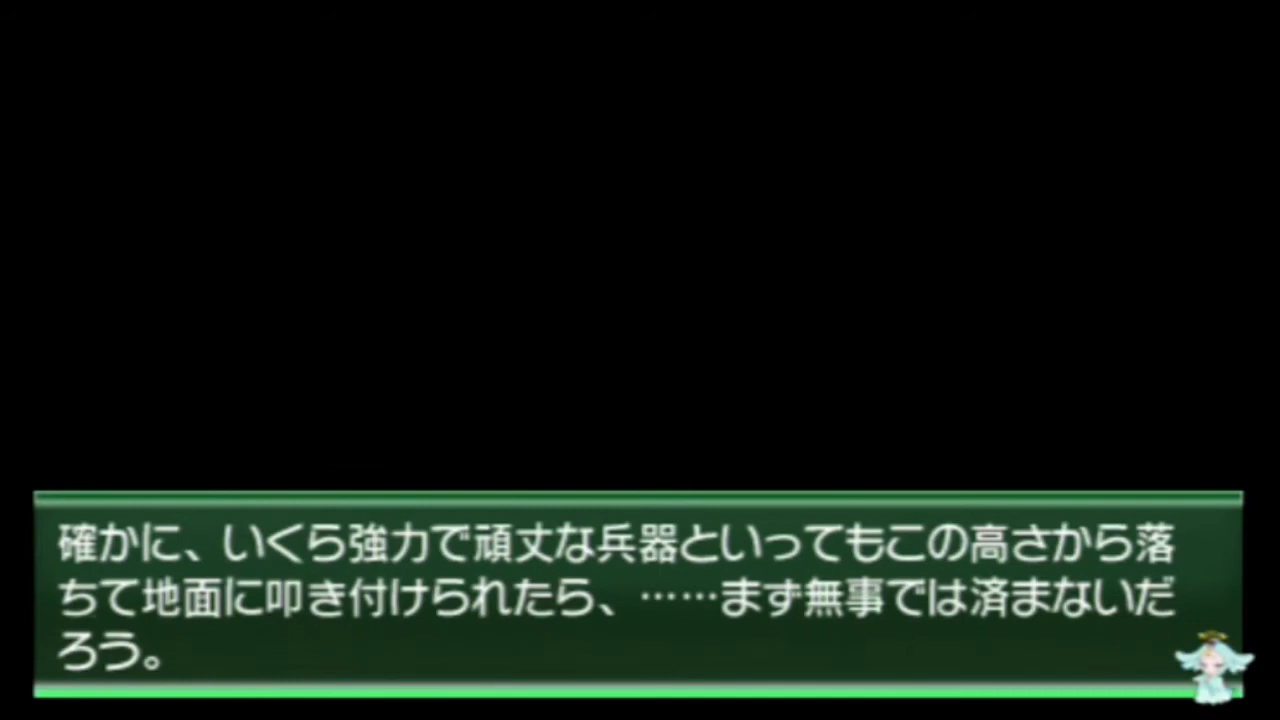 確かに、いくら強力で頑丈な兵器といってもこの高さから落
ちて地面に叩き付けられたら、……まず無事では済まないだ
ろう。